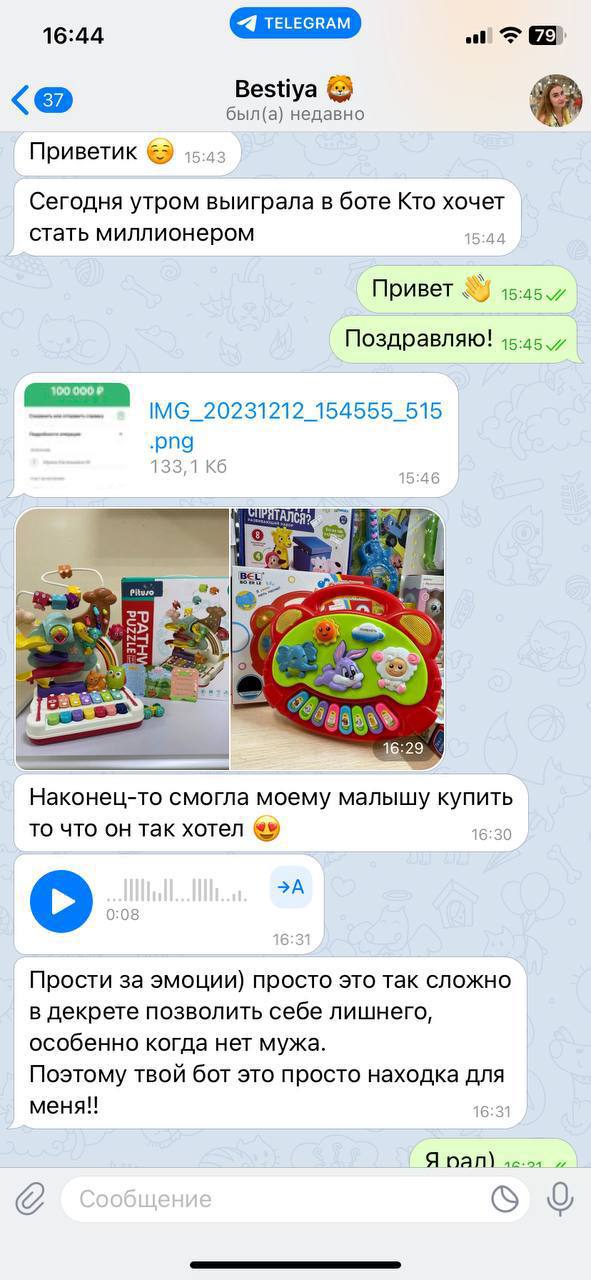 16:44
TELEGRAM
79
37
Bestiya
был(а) недавно
Приветик
15:43
Сегодня утром выиграла в боте Кто хочет
стать миллионером
15:44
Привет
15:45
Поздравляю!
15:45
100 000 ₽
IMG_20231212_154555_515
.png
133,1 Кб
15:46
Pituso
PUZZLE
СПРЯТАЛСЯ?
BEL
16:29
Наконец-то смогла моему малышу купить
то что он так хотел
16:30
0:08
→A
16:31
Прости за эмоции) просто это так сложно
в декрете позволить себе лишнего,
особенно когда нет мужа.
Поэтому твой бот это просто находка для
меня!!
16:31
Я рад)
16:31
Сообщение